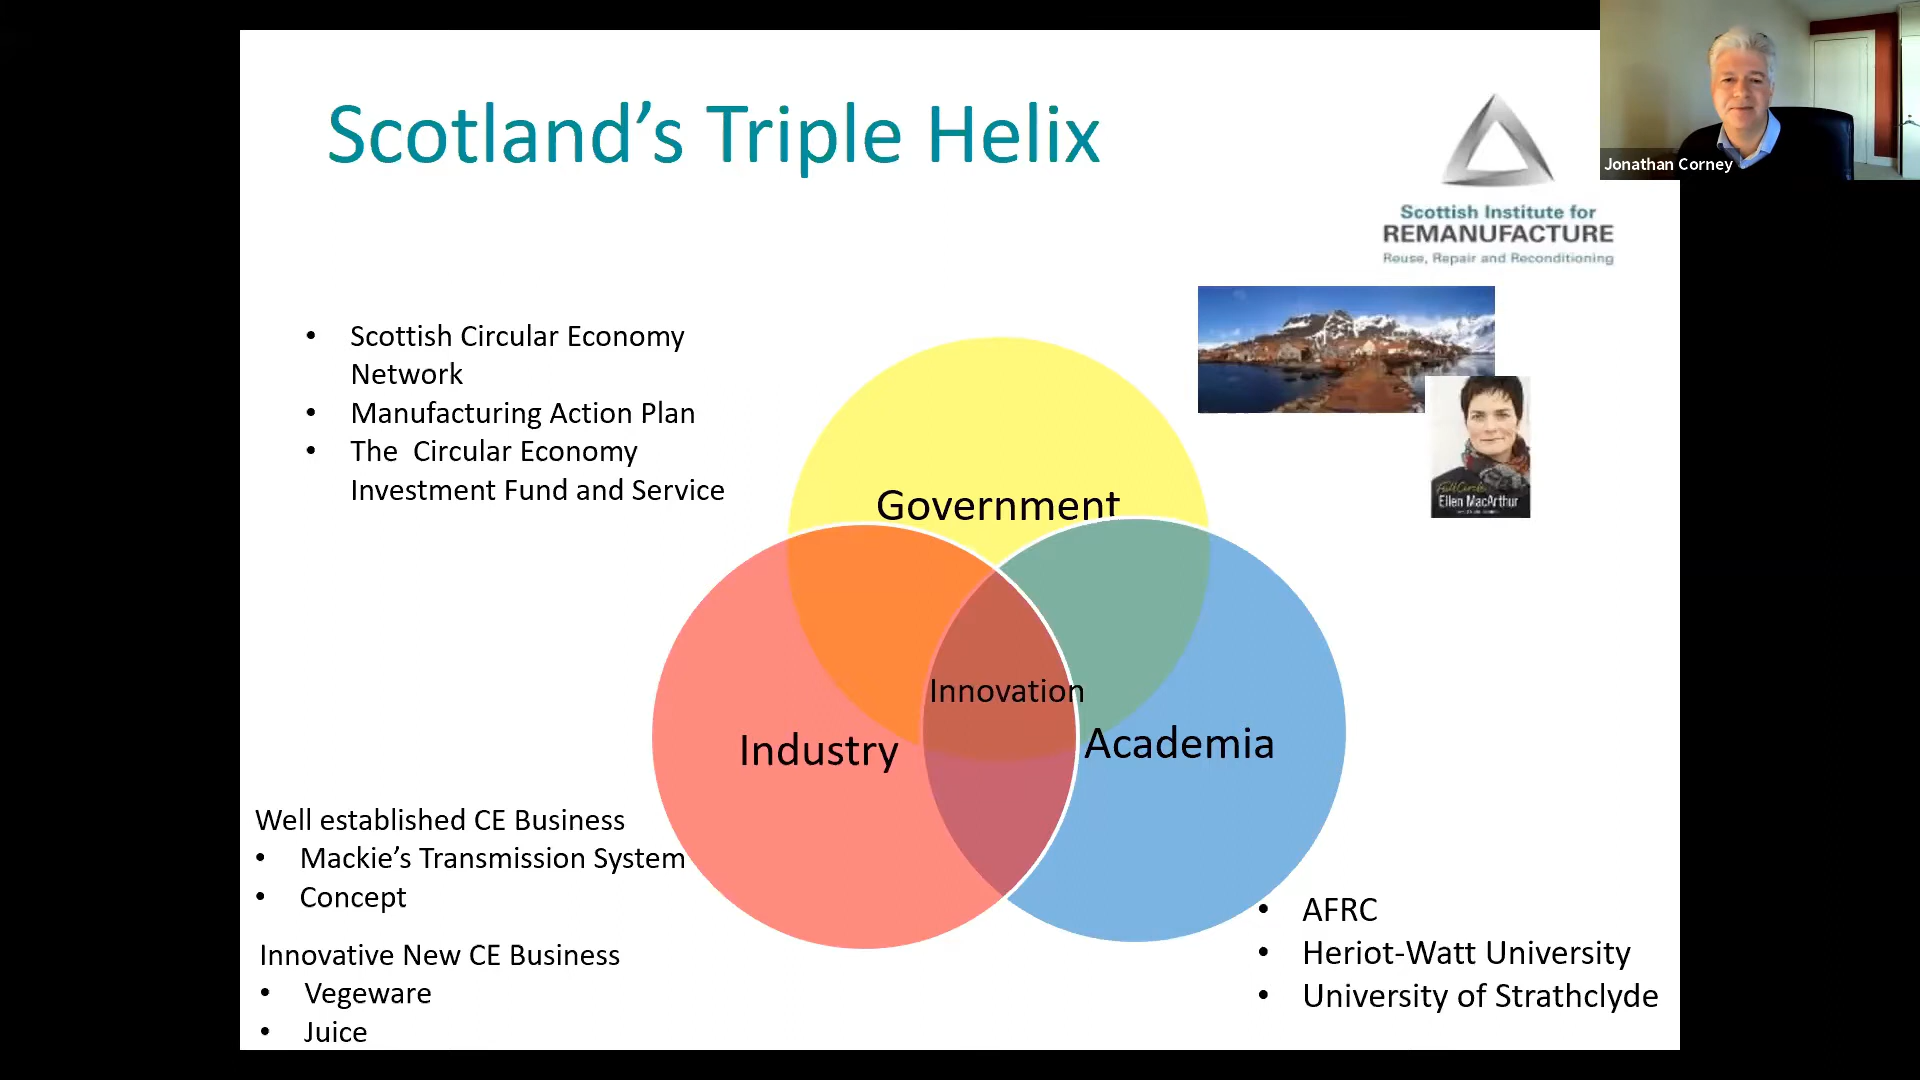 Scotland’s Triple Helix
Jonathan Corney
Scottish Institute for
REMANUFACTURE
Reuse, Repair and Reconditioning
• Scottish Circular Economy
Network
• Manufacturing Action Plan
• The  Circular Economy
Investment Fund and Service
Full Circle
Ellen MacArthur
Government
Innovation
Industry
Academia
Well established CE Business
• Mackie’s Transmission System
• Concept
Innovative New CE Business
• Vegeware
• Juice
• AFRC
• Heriot-Watt University
• University of Strathclyde